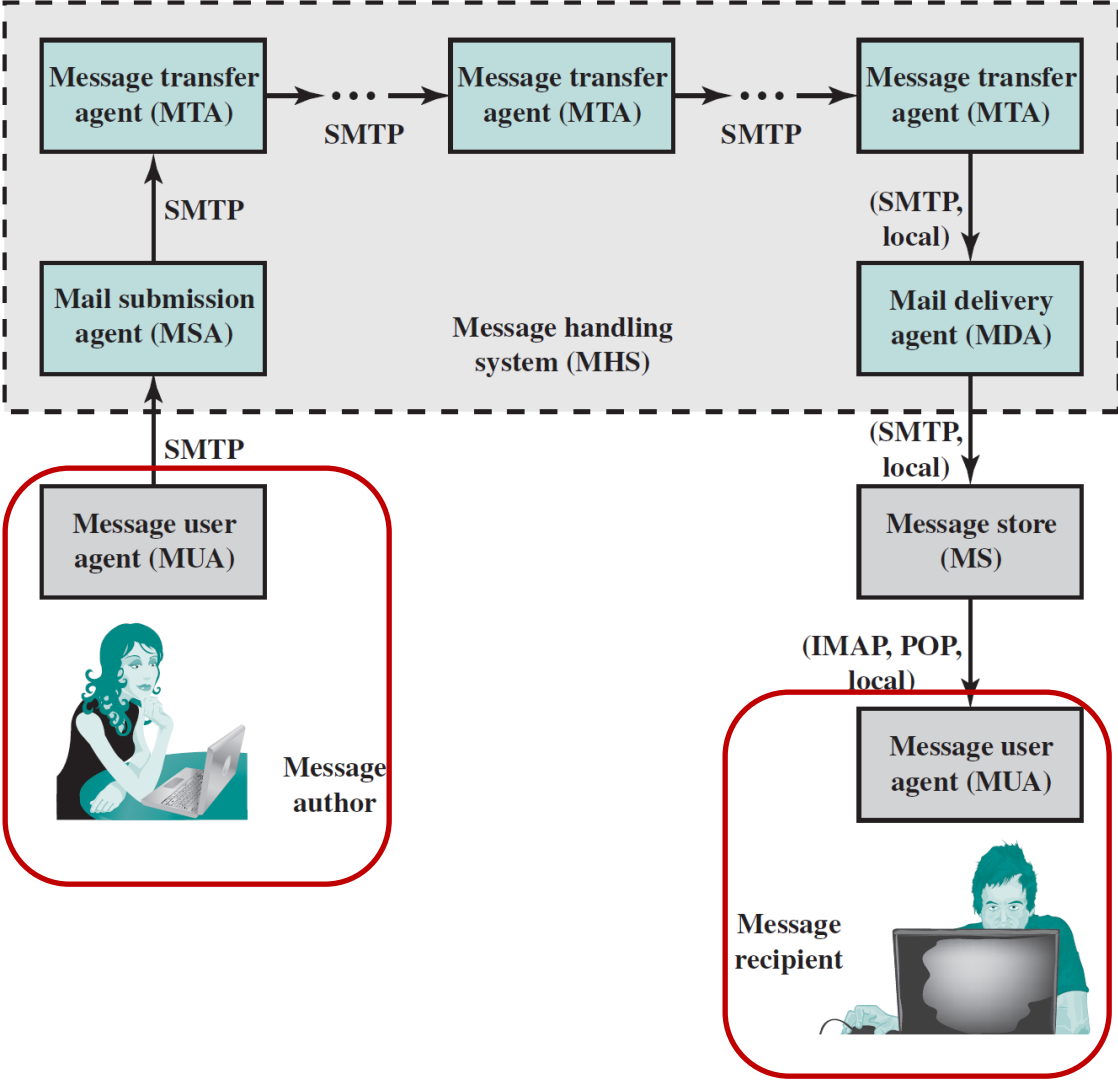 Message transfer
agent (MTA)
SMTP
Message transfer
agent (MTA)
SMTP
Message transfer
agent (MTA)
SMTP
(SMTP,
local)
Mail submission
agent (MSA)
Message handling
system (MHS)
Mail delivery
agent (MDA)
SMTP
(SMTP,
local)
Message user
agent (MUA)
Message store
(MS)
(IMAP, POP,
local)
Message
author
Message user
agent (MUA)
Message
recipient